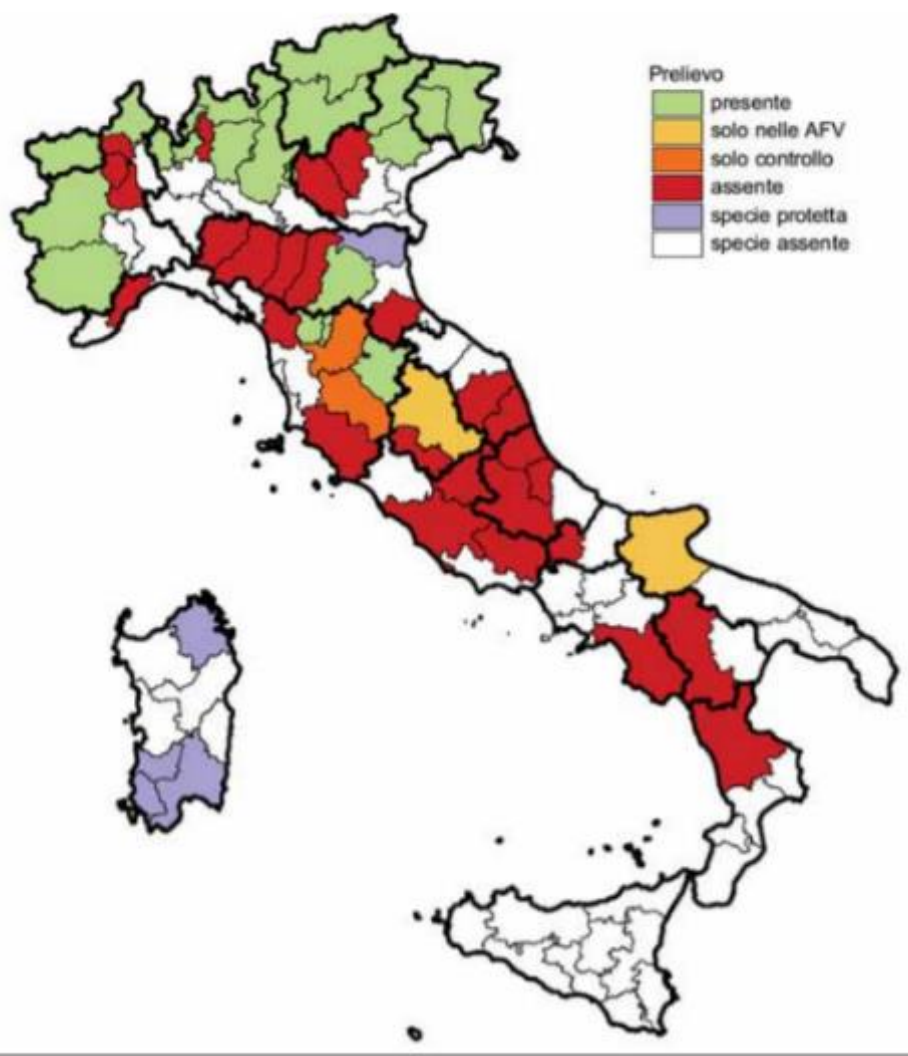 Prelievo
presente
solo nelle AFV
solo controllo
assente
specie protetta
specie assente